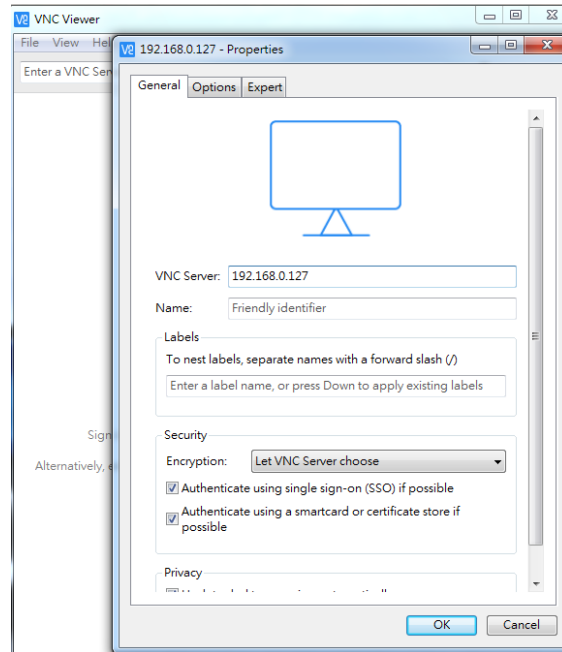 VNC Viewer
File View Hel
Enter a VNC Ser
Sign
Alternatively, e
192.168.0.127 - Properties
General Options Expert
VNC Server: 192.168.0.127
Name: Friendly identifier
Labels
To nest labels, separate names with a forward slash (/)
Enter a label name, or press Down to apply existing labels
Security
Encryption: Let VNC Server choose
Authenticate using single sign-on (SSO) if possible
Authenticate using a smartcard or certificate store if
possible
Privacy
OK Cancel